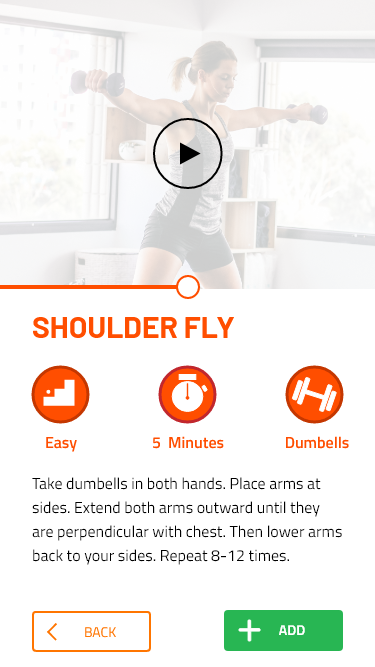 SHOULDER FLY
Easy
5 Minutes
Dumbells
Take dumbells in both hands. Place arms at
sides. Extend both arms outward until they
are perpendicular with chest. Then lower arms
back to your sides. Repeat 8-12 times.
BACK
ADD